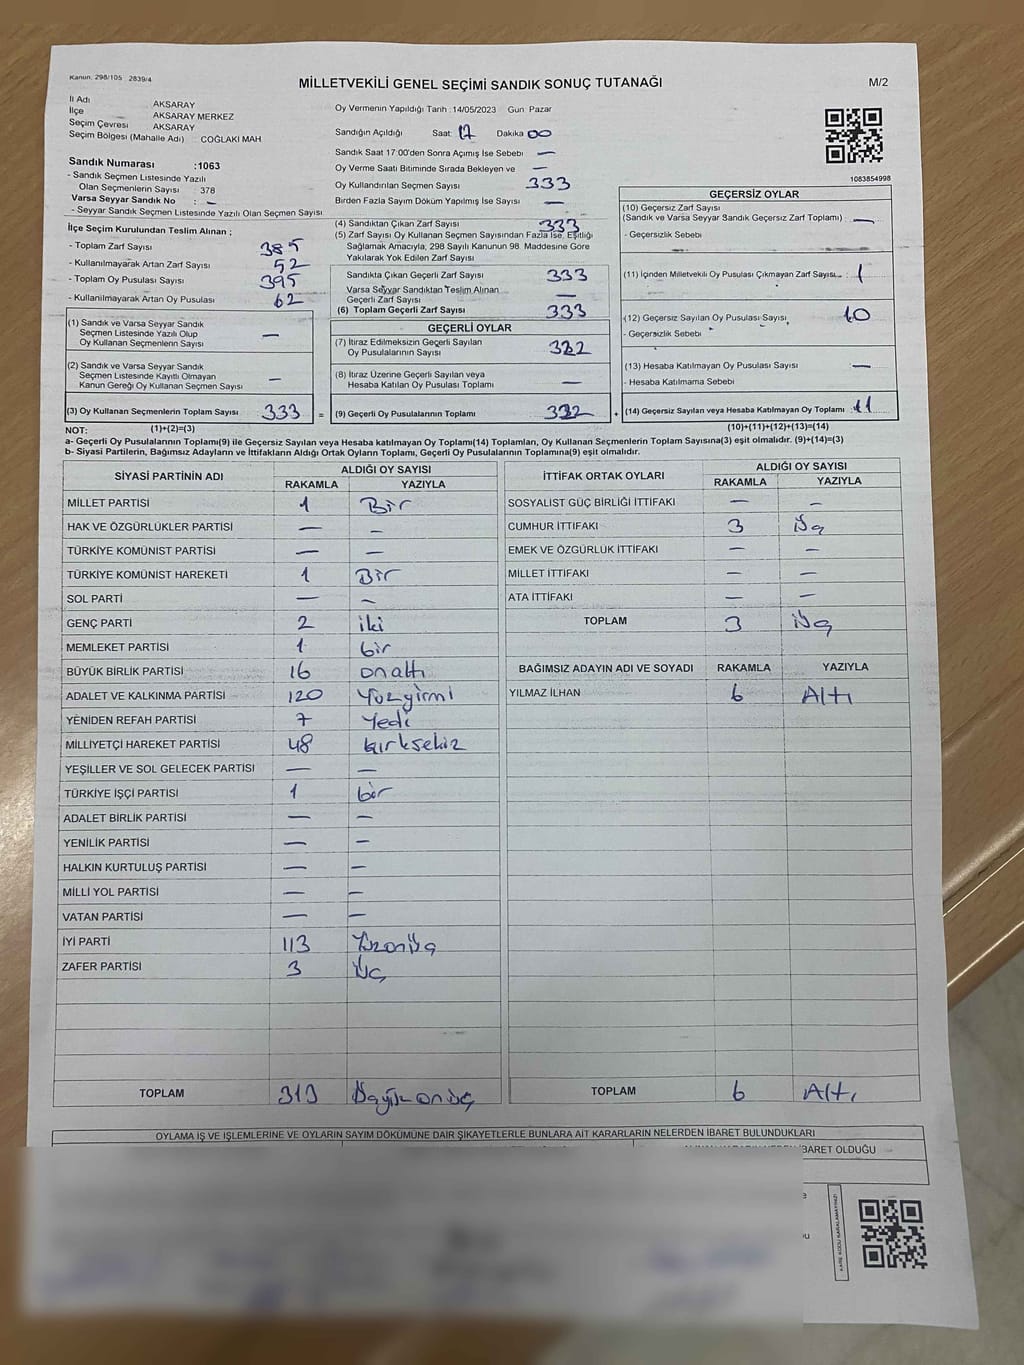 Kanun: 298/105 2839/4
MİLLETVEKİLİ GENEL SEÇİMİ SANDIK SONUÇ TUTANAĞI
M/2
İl Adı AKSARAY
İlçe AKSARAY MERKEZ
Seçim Çevresi AKSARAY
Seçim Bölgesi (Mahalle Adı) : COĞLAKI MAH
Oy Vermenin Yapıldığı Tarih : 14/05/2023 Gün: Pazar
Sandığın Açıldığı Saat: 17 Dakika 00
Sandık Saat 17:00'den Sonra Açılmış İse Sebebi —
Oy Verme Saati Bitiminde Sırada Bekleyen ve —
Oy Kullandırılan Seçmen Sayısı 333
Birden Fazla Sayım Döküm Yapılmış İse Sayısı —
1083854998
Sandık Numarası :1063
- Sandık Seçmen Listesinde Yazılı
Olan Seçmenlerin Sayısı : 378
Varsa Seyyar Sandık No : —
- Seyyar Sandık Seçmen Listesinde Yazılı Olan Seçmen Sayısı
İlçe Seçim Kurulundan Teslim Alınan ;
- Toplam Zarf Sayısı 385
- Kullanılmayarak Artan Zarf Sayısı 52
- Toplam Oy Pusulası Sayısı 395
- Kullanılmayarak Artan Oy Pusulası 62
(1) Sandık ve Varsa Seyyar Sandık
Seçmen Listesinde Yazılı Olup
Oy Kullanan Seçmenlerin Sayısı —
(2) Sandık ve Varsa Seyyar Sandık
Seçmen Listesinde Kayıtlı Olmayan
Kanun Gereği Oy Kullanan Seçmen Sayısı —
(3) Oy Kullanan Seçmenlerin Toplam Sayısı 333 =
(4) Sandıktan Çıkan Zarf Sayısı 333
(5) Zarf Sayısı Oy Kullanan Seçmen Sayısından Fazla İse, Eşitliği
Sağlamak Amacıyla, 298 Sayılı Kanunun 98. Maddesine Göre
Yakılarak Yok Edilen Zarf Sayısı
Sandıkta Çıkan Geçerli Zarf Sayısı 333
Varsa Seyyar Sandıktan Teslim Alınan
Geçerli Zarf Sayısı —
(6) Toplam Geçerli Zarf Sayısı 333
GEÇERLİ OYLAR
(7) İtiraz Edilmeksizin Geçerli Sayılan
Oy Pusulalarının Sayısı 322
(8) İtiraz Üzerine Geçerli Sayılan veya
Hesaba Katılan Oy Pusulası Toplamı —
(9) Geçerli Oy Pusulalarının Toplamı 322 +
GEÇERSİZ OYLAR
(10) Geçersiz Zarf Sayısı
(Sandık ve Varsa Seyyar Sandık Geçersiz Zarf Toplamı) —
- Geçersizlik Sebebi
(11) İçinden Milletvekili Oy Pusulası Çıkmayan Zarf Sayısı : 1
(12) Geçersiz Sayılan Oy Pusulası Sayısı 10
- Geçersizlik Sebebi
(13) Hesaba Katılmayan Oy Pusulası Sayısı —
- Hesaba Katılmama Sebebi
(14) Geçersiz Sayılan veya Hesaba Katılmayan Oy Toplamı : 11
NOT: (1)+(2)=(3) (10)+(11)+(12)+(13)=(14)
a- Geçerli Oy Pusulalarının Toplamı(9) ile Geçersiz Sayılan veya Hesaba katılmayan Oy Toplamı(14) Toplamları, Oy Kullanan Seçmenlerin Toplam Sayısına(3) eşit olmalıdır. (9)+(14)=(3)
b- Siyasi Partilerin, Bağımsız Adayların ve İttifakların Aldığı Ortak Oyların Toplamı, Geçerli Oy Pusulalarının Toplamına(9) eşit olmalıdır.
SİYASİ PARTİNİN ADI ALDIĞI OY SAYISI
RAKAMLA YAZIYLA
MİLLET PARTİSİ 1 Bir
HAK VE ÖZGÜRLÜKLER PARTİSİ — —
TÜRKİYE KOMÜNİST PARTİSİ — —
TÜRKİYE KOMÜNİST HAREKETİ 1 Bir
SOL PARTİ — —
GENÇ PARTİ 2 iki
MEMLEKET PARTİSİ 1 bir
BÜYÜK BİRLİK PARTİSİ 16 onaltı
ADALET VE KALKINMA PARTİSİ 120 Yüzyirmi
YENİDEN REFAH PARTİSİ 7 Yedi
MİLLİYETÇİ HAREKET PARTİSİ 48 kırksekiz
YEŞİLLER VE SOL GELECEK PARTİSİ — —
TÜRKİYE İŞÇİ PARTİSİ 1 bir
ADALET BİRLİK PARTİSİ — —
YENİLİK PARTİSİ — —
HALKIN KURTULUŞ PARTİSİ — —
MİLLİ YOL PARTİSİ — —
VATAN PARTİSİ — —
İYİ PARTİ 113 Yüzonüç
ZAFER PARTİSİ 3 üç
TOPLAM 313 üçyüzonüç
İTTİFAK ORTAK OYLARI ALDIĞI OY SAYISI
RAKAMLA YAZIYLA
SOSYALİST GÜÇ BİRLİĞİ İTTİFAKI — —
CUMHUR İTTİFAKI 3 üç
EMEK VE ÖZGÜRLÜK İTTİFAKI — —
MİLLET İTTİFAKI — —
ATA İTTİFAKI — —
TOPLAM 3 üç
BAĞIMSIZ ADAYIN ADI VE SOYADI RAKAMLA YAZIYLA
YILMAZ İLHAN 6 Altı
TOPLAM 6 Altı
OYLAMA İŞ VE İŞLEMLERİNE VE OYLARIN SAYIM DÖKÜMÜNE DAİR ŞİKAYETLERLE BUNLARA AİT KARARLARIN NELERDEN İBARET BULUNDUKLARI
İBARET OLDUĞU
KARE KODU KARALAMAYINIZ!